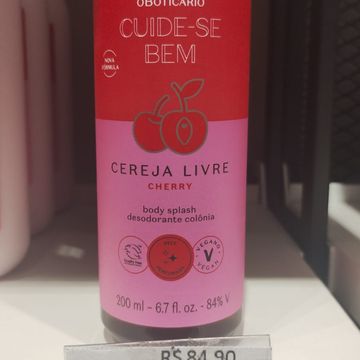 OBOTICÁRIO
CUIDE-SE
BEM
NOVA
FÓRMULA
CEREJA LIVRE
CHERRY
body splash
desodorante colônia
VEGANO
V
VEGAN
200 ml - 6.7 fl. oz. - 84% V
R$ 84,90